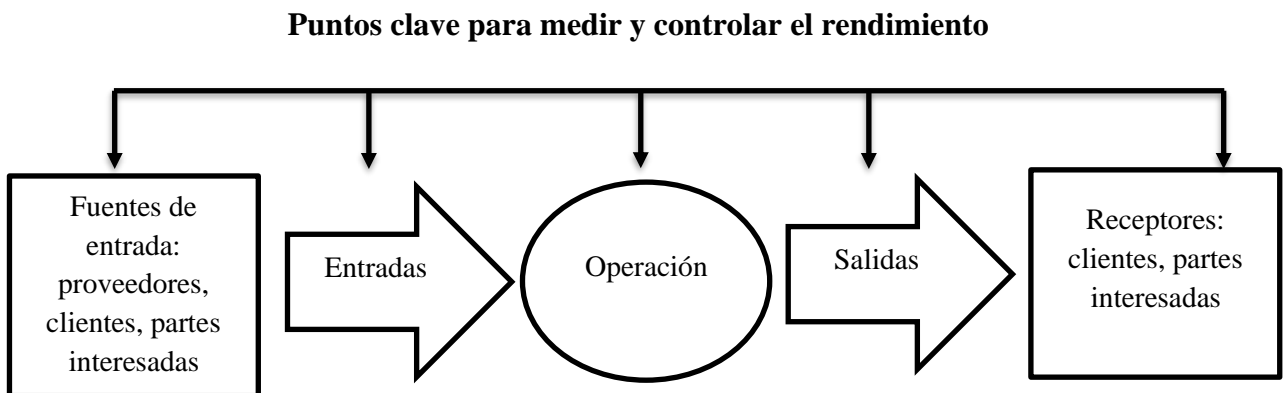 Puntos clave para medir y controlar el rendimiento
Fuentes de
entrada:
proveedores,
clientes, partes
interesadas
Entradas
Operación
Salidas
Receptores:
clientes, partes
interesadas